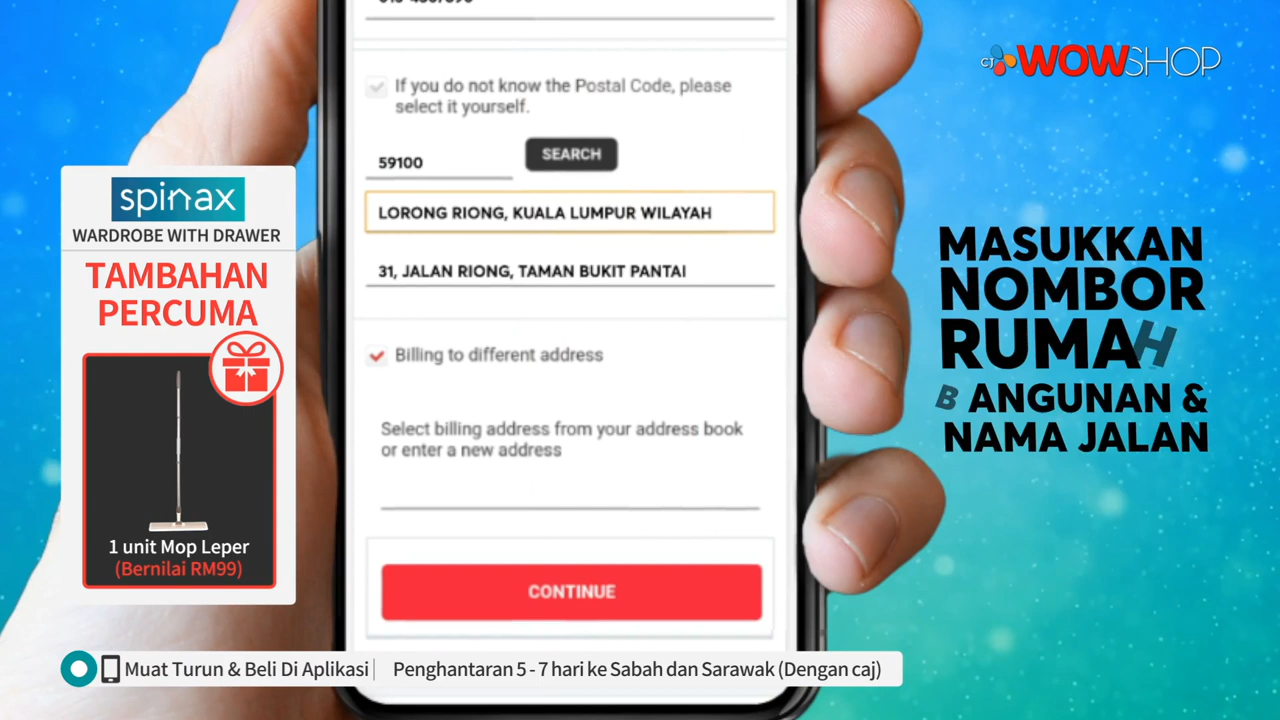 CJ WOWSHOP
If you do not know the Postal Code, please
select it yourself.
59100
SEARCH
LORONG RIONG, KUALA LUMPUR WILAYAH
31, JALAN RIONG, TAMAN BUKIT PANTAI
Billing to different address
Select billing address from your address book
or enter a new address
CONTINUE
spinax
WARDROBE WITH DRAWER
TAMBAHAN
PERCUMA
1 unit Mop Leper
(Bernilai RM99)
MASUKKAN
NOMBOR
RUMAH
BANGUNAN &
NAMA JALAN
Muat Turun & Beli Di Aplikasi
Penghantaran 5 - 7 hari ke Sabah dan Sarawak (Dengan caj)